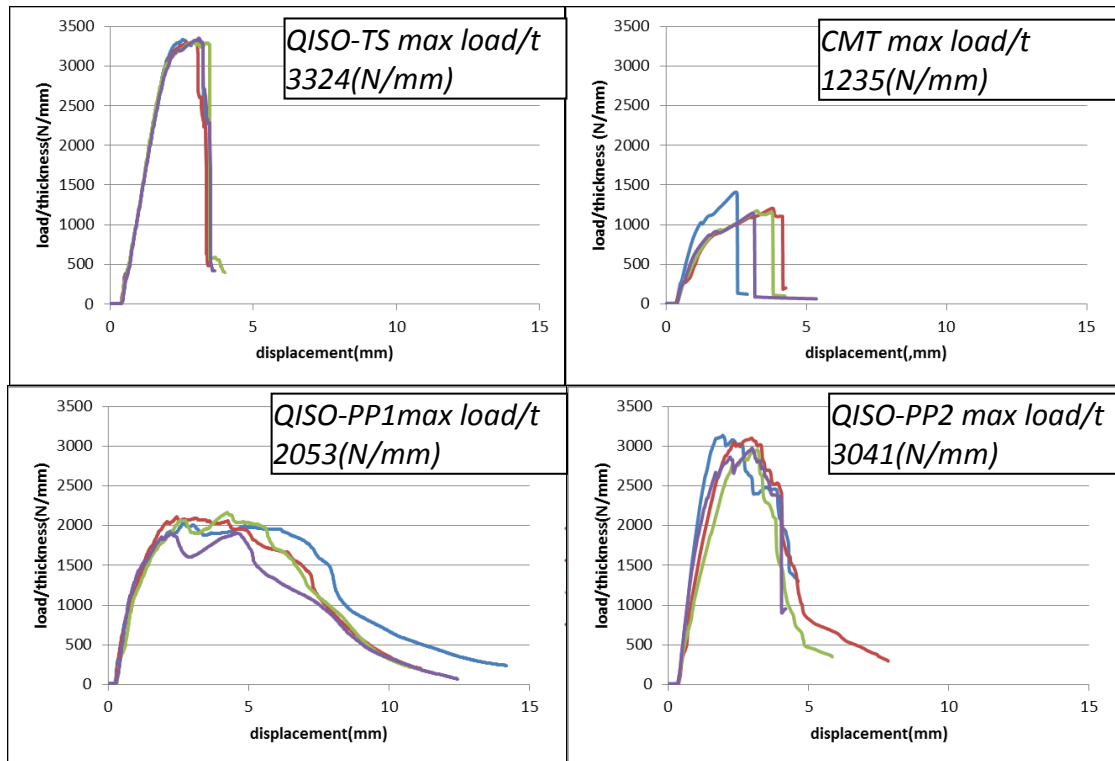 QISO-TS max load/t
3324(N/mm)
load/thickness(N/mm)
3500
3000
2500
2000
1500
1000
500
0
0 5 10 15
displacement(mm)
CMT max load/t
1235(N/mm)
load/thickness (N/mm)
3500
3000
2500
2000
1500
1000
500
0
0 5 10 15
displacement(,mm)
QISO-PP1max load/t
2053(N/mm)
load/thickness(N/mm)
3500
3000
2500
2000
1500
1000
500
0
0 5 10 15
displacement(mm)
QISO-PP2 max load/t
3041(N/mm)
load/thickness(N/mm)
3500
3000
2500
2000
1500
1000
500
0
0 5 10 15
displacement(mm)